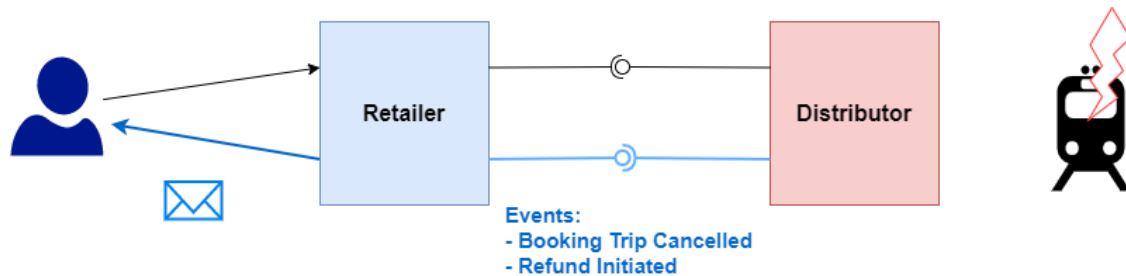 Retailer
Distributor
Events:
- Booking Trip Cancelled
- Refund Initiated